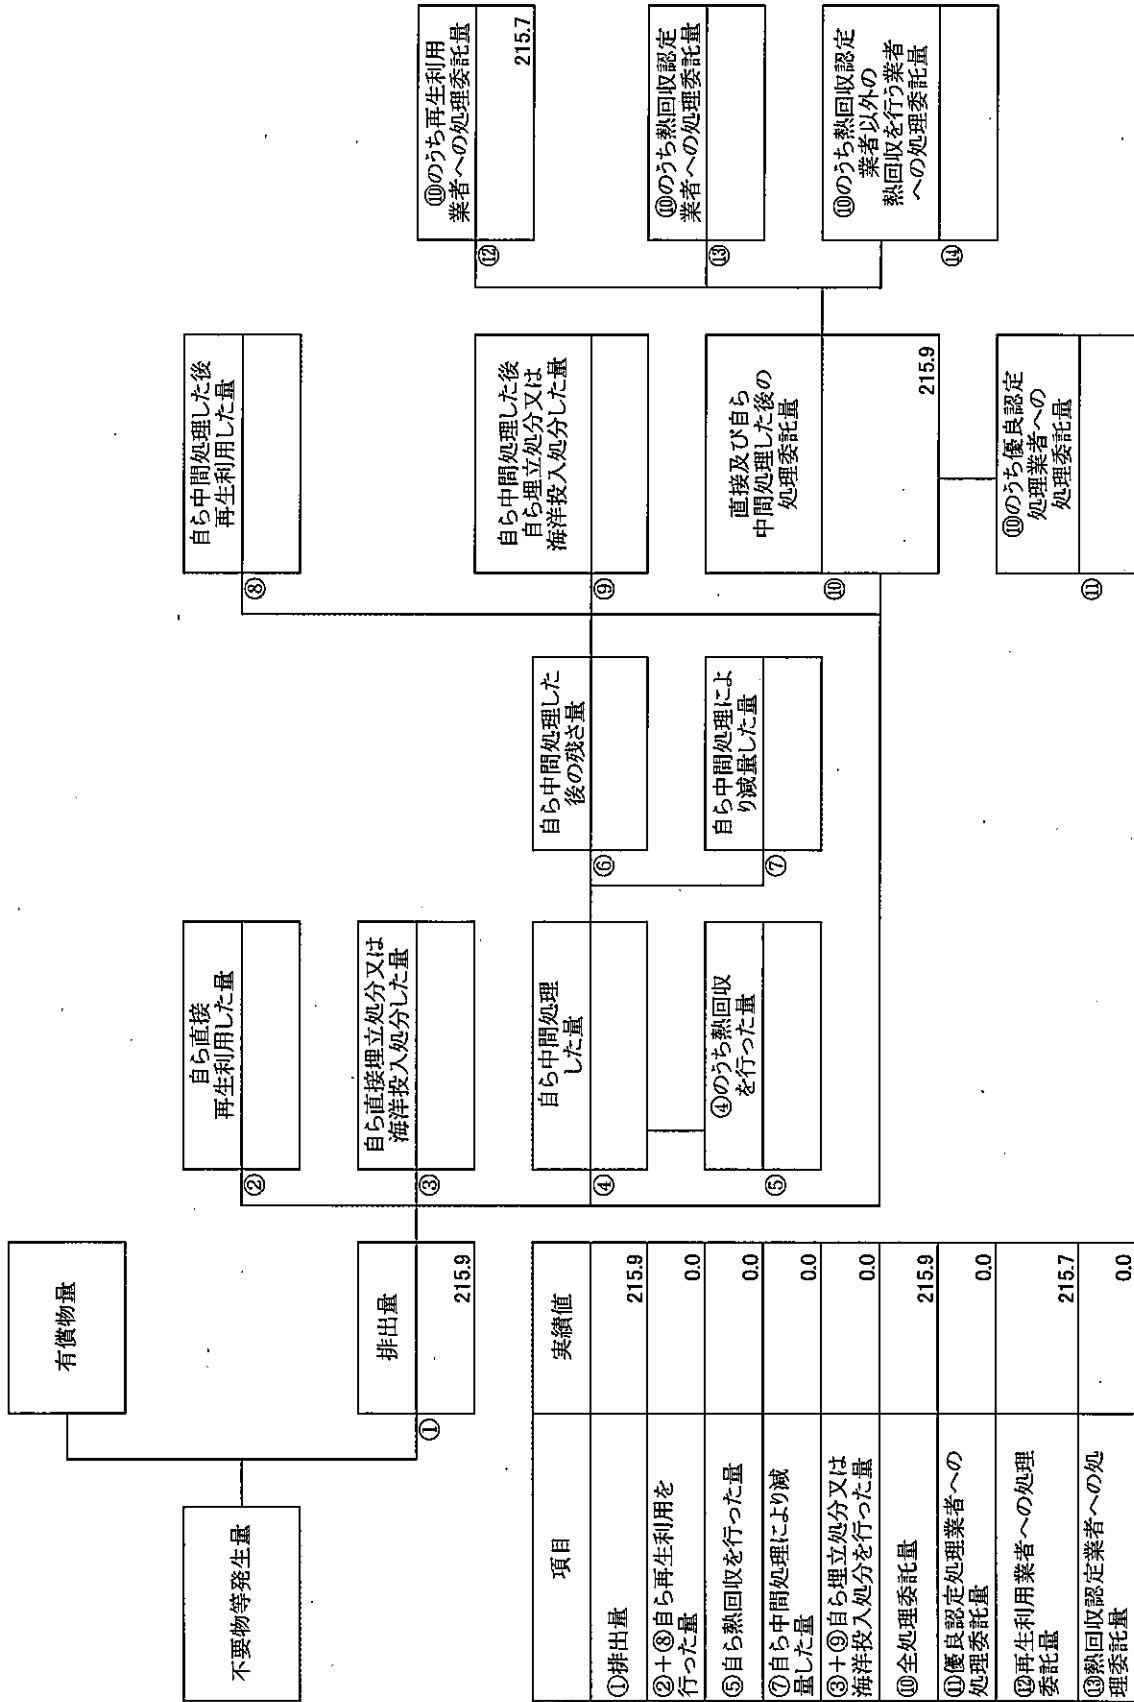 不要物等発生量
有償物量
①
排出量
215.9
②
自ら直接
再生利用した量
③
自ら直接埋立処分又は
海洋投入処分した量
④
自ら中間処理
した量
⑤
④のうち熱回収
を行った量
⑥
自ら中間処理した
後の残さ量
⑦
自ら中間処理によ
り減量した量
⑧
自ら中間処理した後
再生利用した量
⑨
自ら中間処理した後
自ら埋立処分又は
海洋投入処分した量
⑩
直接及び自ら
中間処理した後の
処理委託量
215.9
⑪
⑩のうち優良認定
処理業者への
処理委託量
⑫
⑩のうち再生利用
業者への処理委託量
215.7
⑬
⑩のうち熱回収認定
業者への処理委託量
⑭
⑩のうち熱回収認定
業者以外の
熱回収を行う業者
への処理委託量
項目 実績値
①排出量 215.9
②+⑧自ら再生利用を
行った量 0.0
⑤自ら熱回収を行った量 0.0
⑦自ら中間処理により減
量した量 0.0
③+⑨自ら埋立処分又は
海洋投入処分を行った量 0.0
⑩全処理委託量 215.9
⑪優良認定処理業者への
処理委託量 0.0
⑫再生利用業者への処理
委託量 215.7
⑬熱回収認定業者への処
理委託量 0.0